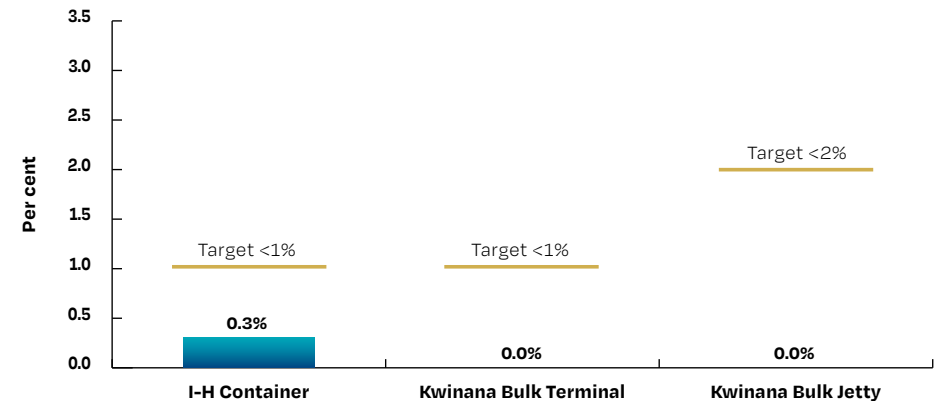 3.5
3.0
2.5
2.0
1.5
1.0
0.5
0.0
Per cent
Target <1%
Target <1%
Target <2%
0.3%
0.0%
0.0%
I-H Container
Kwinana Bulk Terminal
Kwinana Bulk Jetty